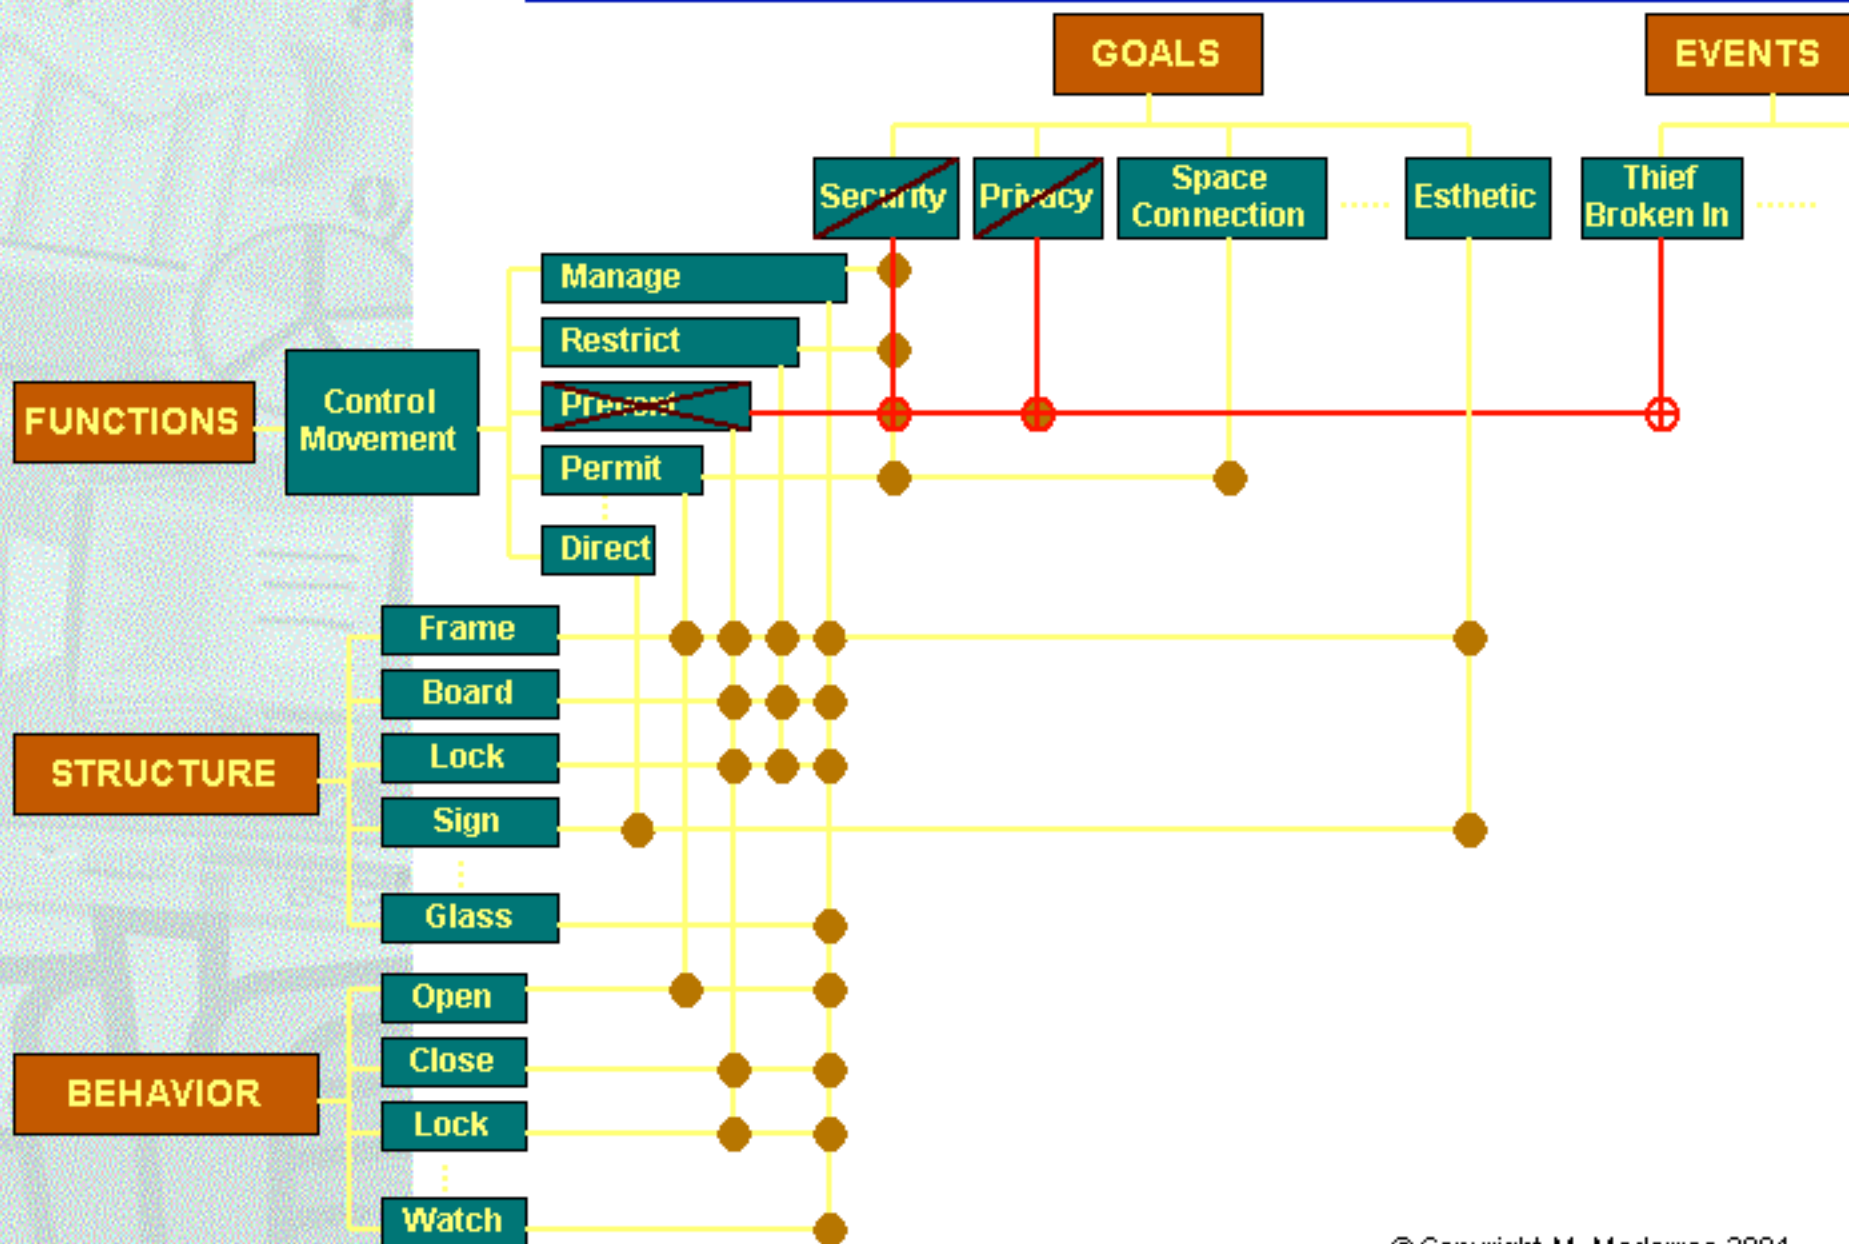 GOALS
EVENTS
Security
Privacy
Space
Connection
Esthetic
Thief
Broken In
Manage
Restrict
Prevent
Permit
Direct
FUNCTIONS
Control
Movement
Frame
Board
Lock
Sign
Glass
STRUCTURE
Open
Close
Lock
Watch
BEHAVIOR
© Copyright M.